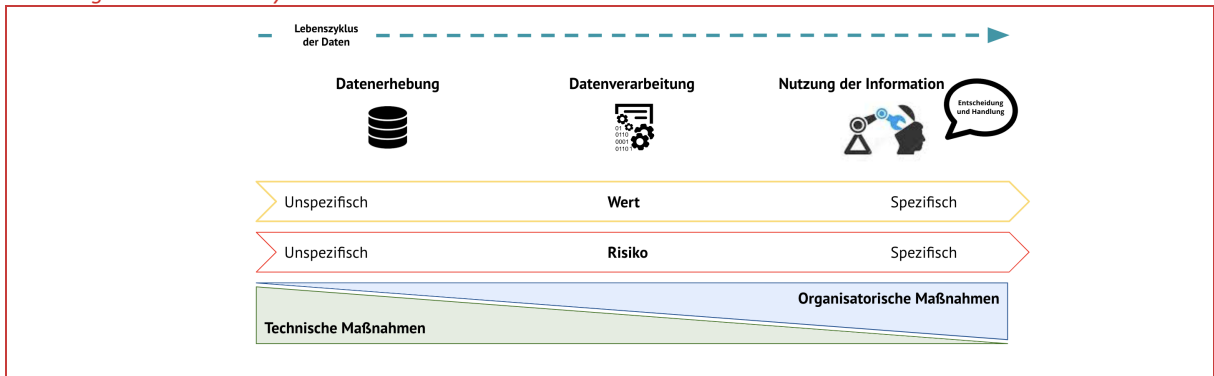 Lebenszyklus
der Daten
Datenerhebung
Datenverarbeitung
Nutzung der Information
Entscheidung
und Handlung
01
0110
0001
0110 1
Unspezifisch
Wert
Spezifisch
Unspezifisch
Risiko
Spezifisch
Organisatorische Maßnahmen
Technische Maßnahmen